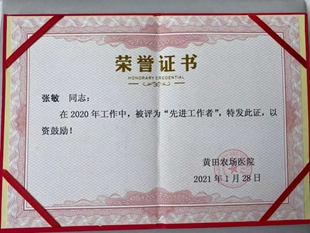 荣誉证书
HONORARY CREDENTIAL
张敏 同志：
在2020年工作中，被评为“先进工作者”，特发此证，以
资鼓励！
黄田农场医院
2021年1月28日